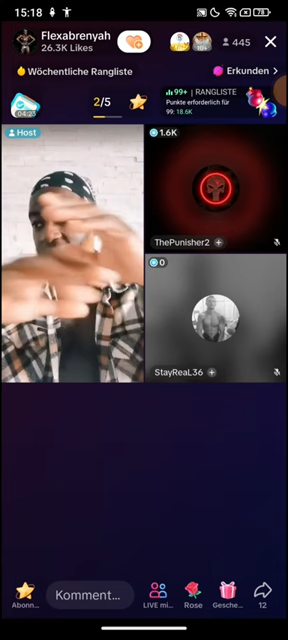 15:18
78
Flexabrenyah
26.3K Likes
445
Wöchentliche Rangliste
Erkunden >
04:23
2/5
99+ | RANGLISTE
Punkte erforderlich für
99: 18.6K
Host
1.6K
ThePunisher2
0
StayReaL36
Abonn...
Komment...
LIVE mi...
Rose
Gesche...
12